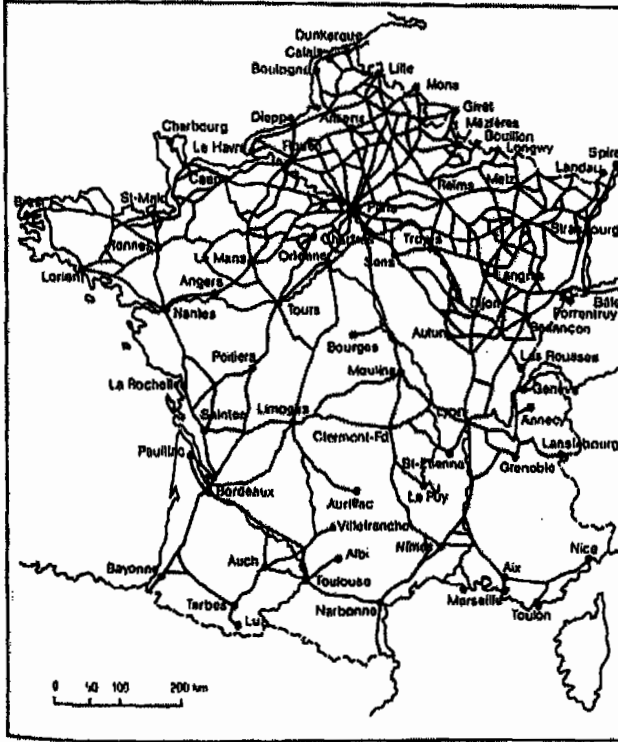 Dunkerque
Calais
Boulogne
Lille
Mons
Dieppe
Amiens
Givet
Mézières
Bouillon
Longwy
Cherbourg
Le Havre
Rouen
Caen
Reims
Metz
Landau
Spire
Brest
St-Malo
Paris
Strasbourg
Rennes
Chartres
Troyes
Le Mans
Orléans
Sens
Langres
Lorient
Angers
Nantes
Tours
Dijon
Bâle
Porrentruy
Besançon
Autun
Bourges
Poitiers
Moulins
Les Rousses
La Rochelle
Genève
Saintes
Limoges
Lyon
Annecy
Clermont-Fd
Lanslebourg
Pauillac
St-Etienne
Grenoble
Bordeaux
Le Puy
Aurillac
Villefranche
Nîmes
Albi
Nice
Bayonne
Auch
Toulouse
Aix
Tarbes
Narbonne
Marseille
Toulon
Luz
0 50 100 200 km